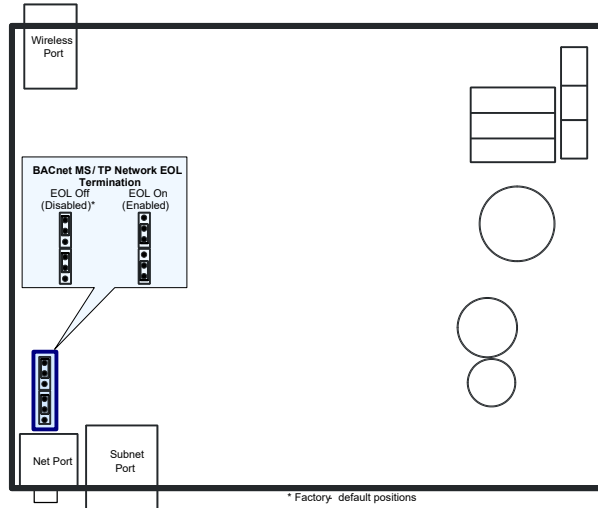 Wireless
Port
BACnet MS/ TP Network EOL
Termination
EOL Off
(Disabled)*
EOL On
(Enabled)
Net Port
Subnet
Port
* Factory- default positions